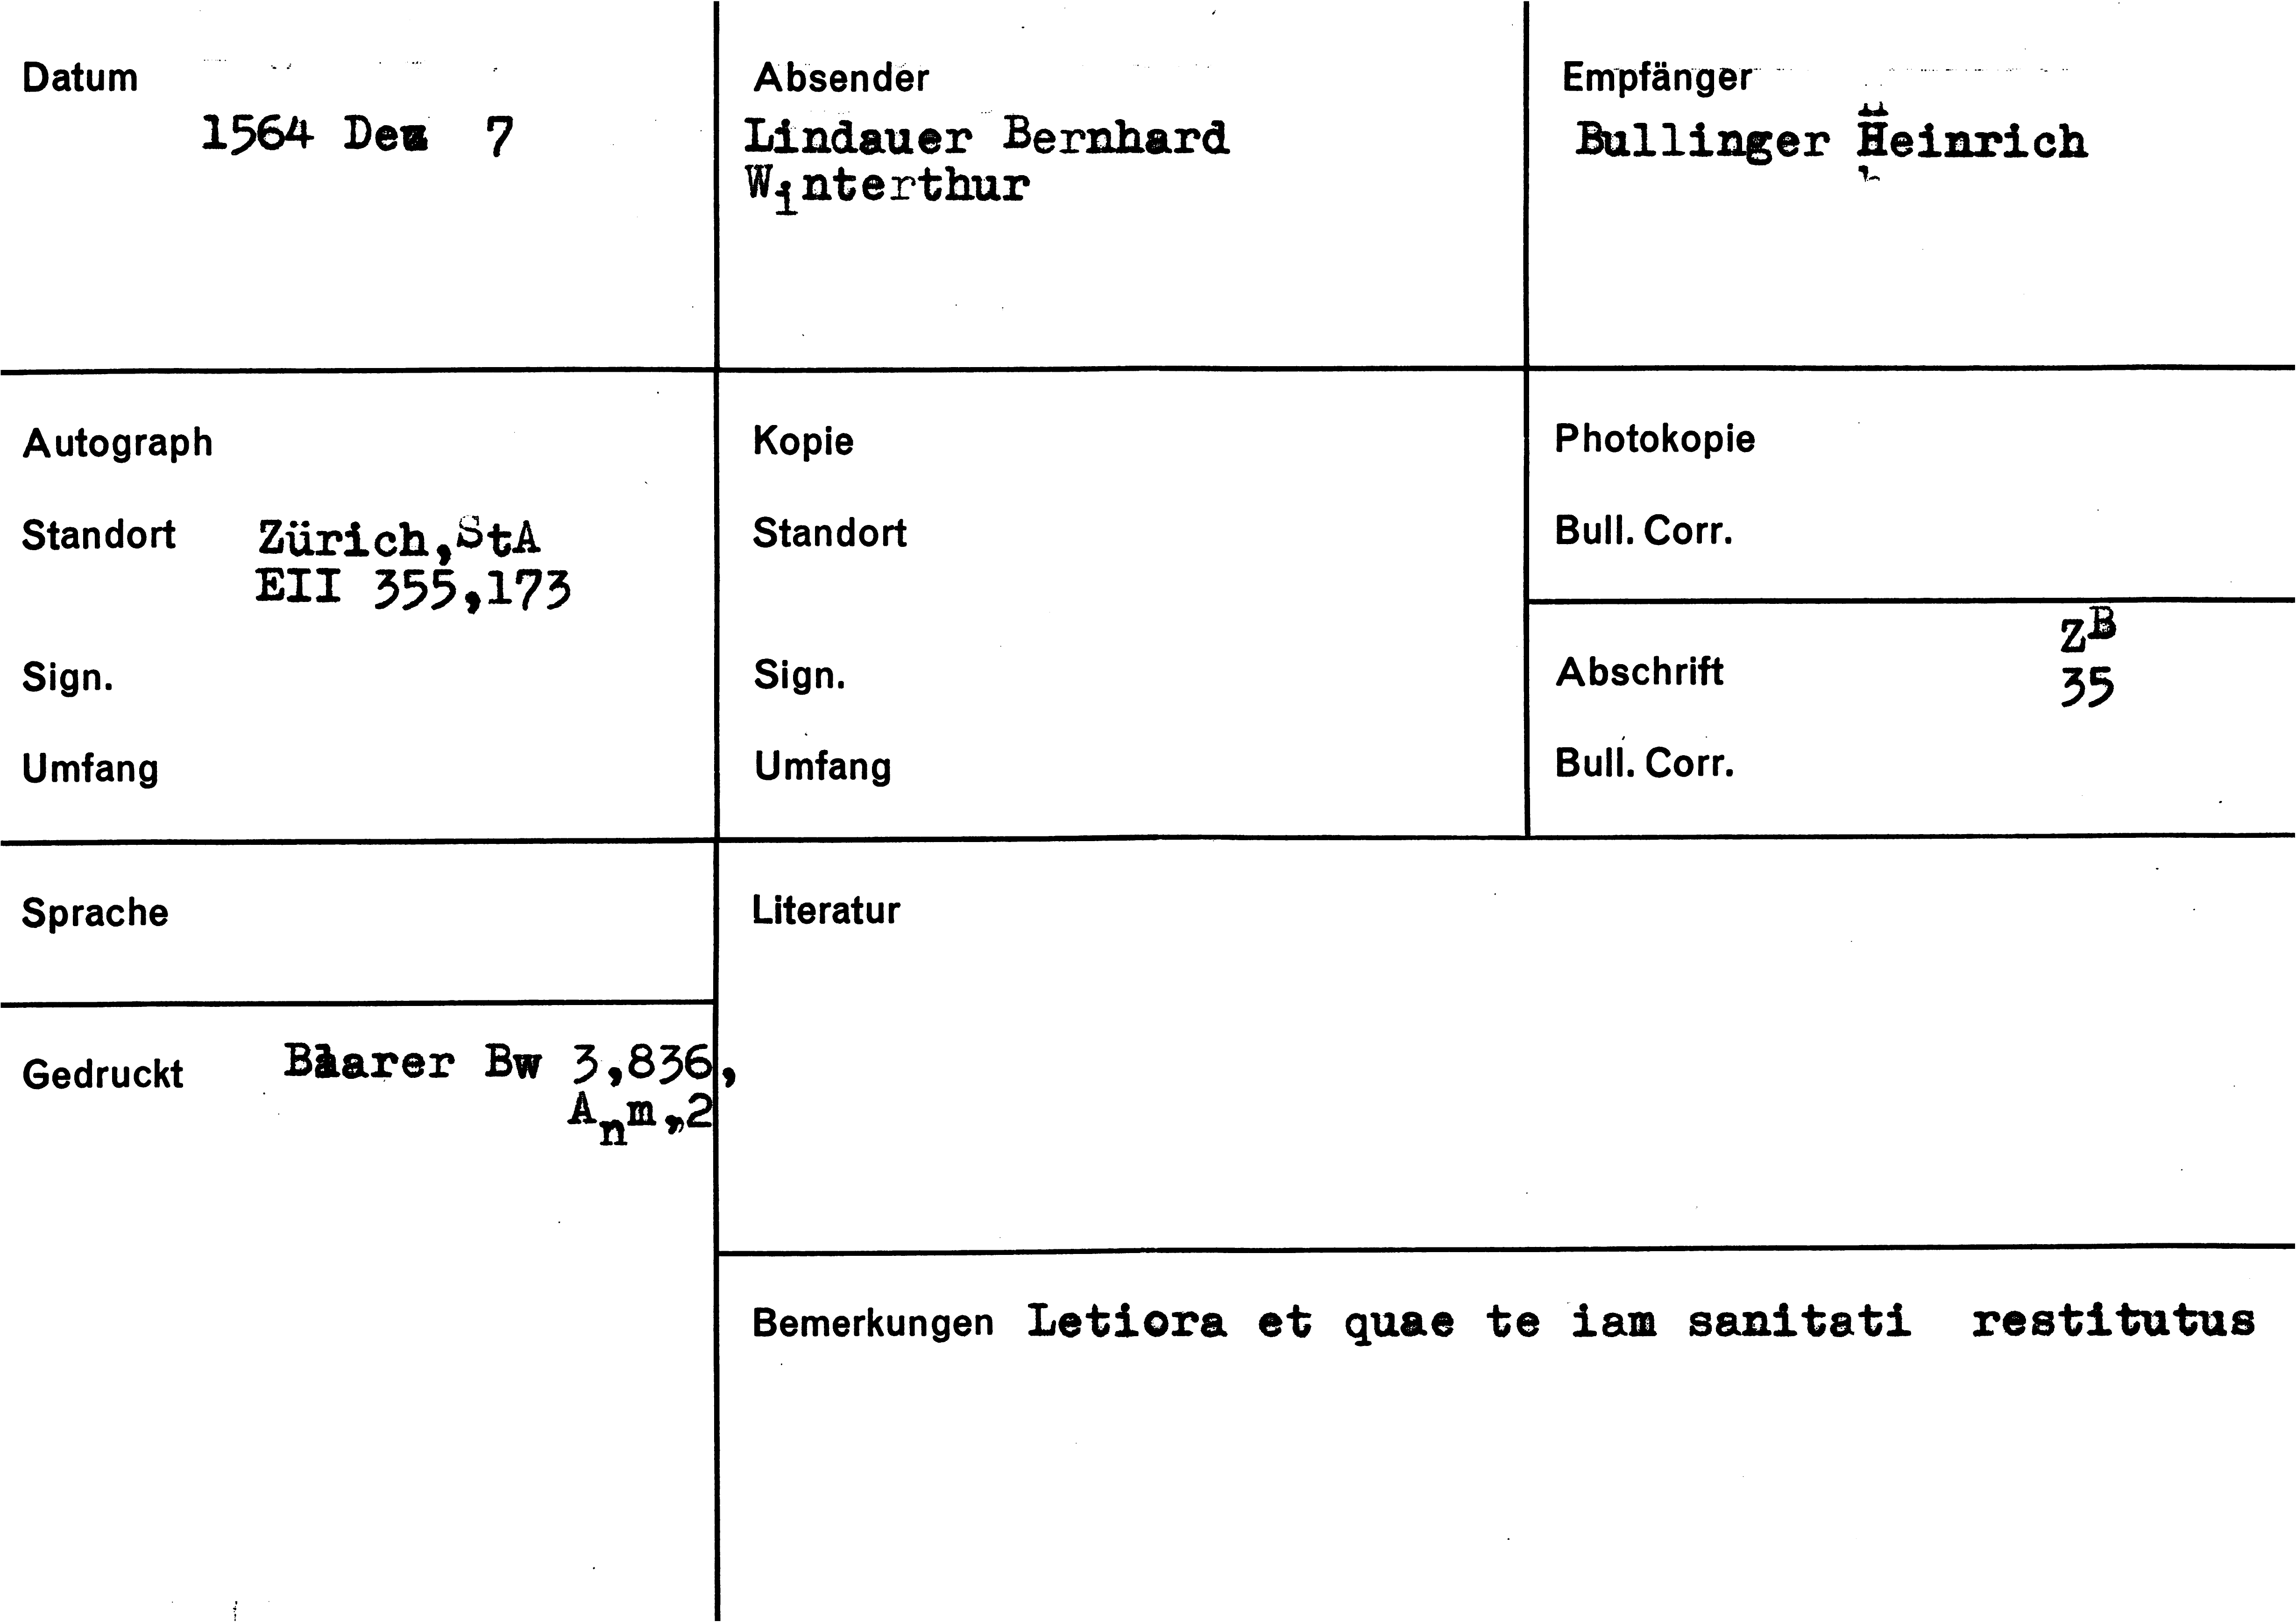 Datum
1564 Dez 7
Absender
Lindauer Bernhard
Winterthur
Empfänger
Bullinger Heinrich
Autograph
Standort Zürich,StA
EII 355,173
Sign.
Umfang
Kopie
Standort
Sign.
Umfang
Photokopie
Bull. Corr.
ZB
Abschrift 35
Bull. Corr.
Sprache
Gedruckt Blarer Bw 3,836,
Anm,2
Literatur
Bemerkungen Letiora et quae te iam sanitati restitutus